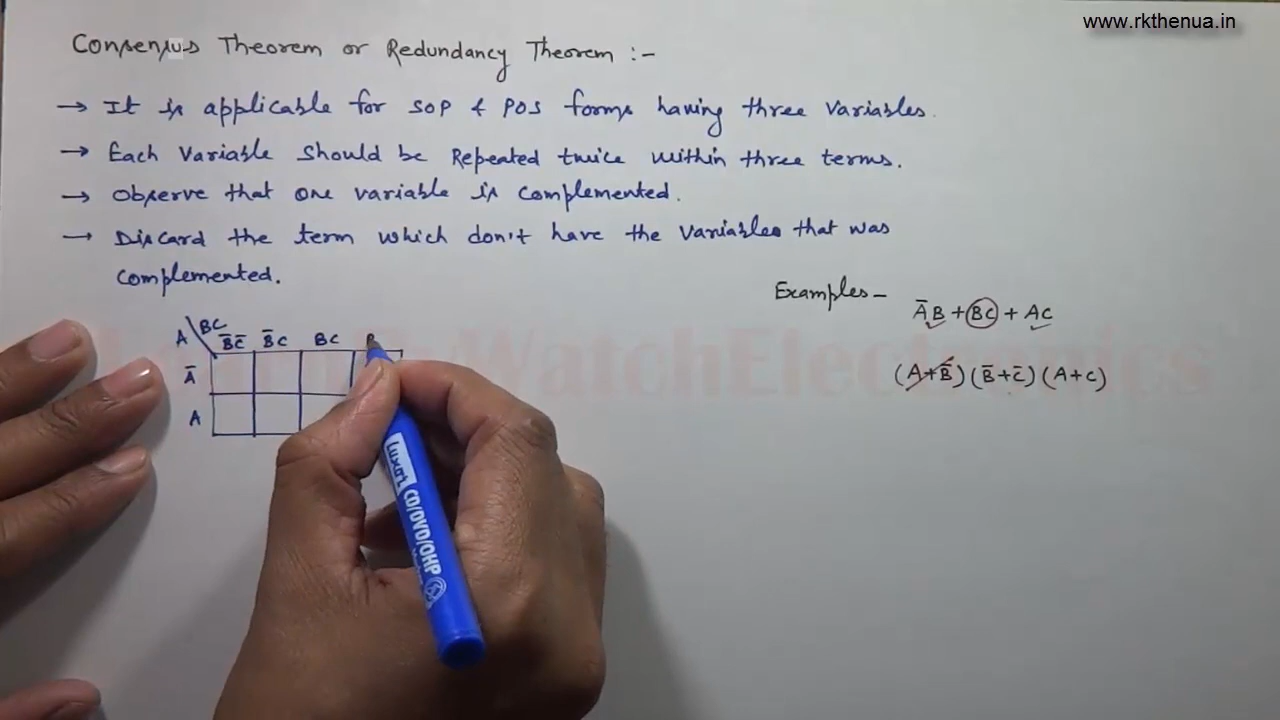 www.rkthenua.in
Consensus Theorem or Redundancy Theorem :-
→ It is applicable for SOP & POS forms having three variables.
→ Each Variable Should be Repeated twice within three terms.
→ Observe that one variable is complemented.
→ Discard the term which don't have the variables that was
complemented.
Examples-
A̅B + BC + AC
(A+B̅) (B̅+C̅) (A+C)
A BC
B̅C̅ B̅C BC B
A̅
A
Luxor CD/DVD/OHP